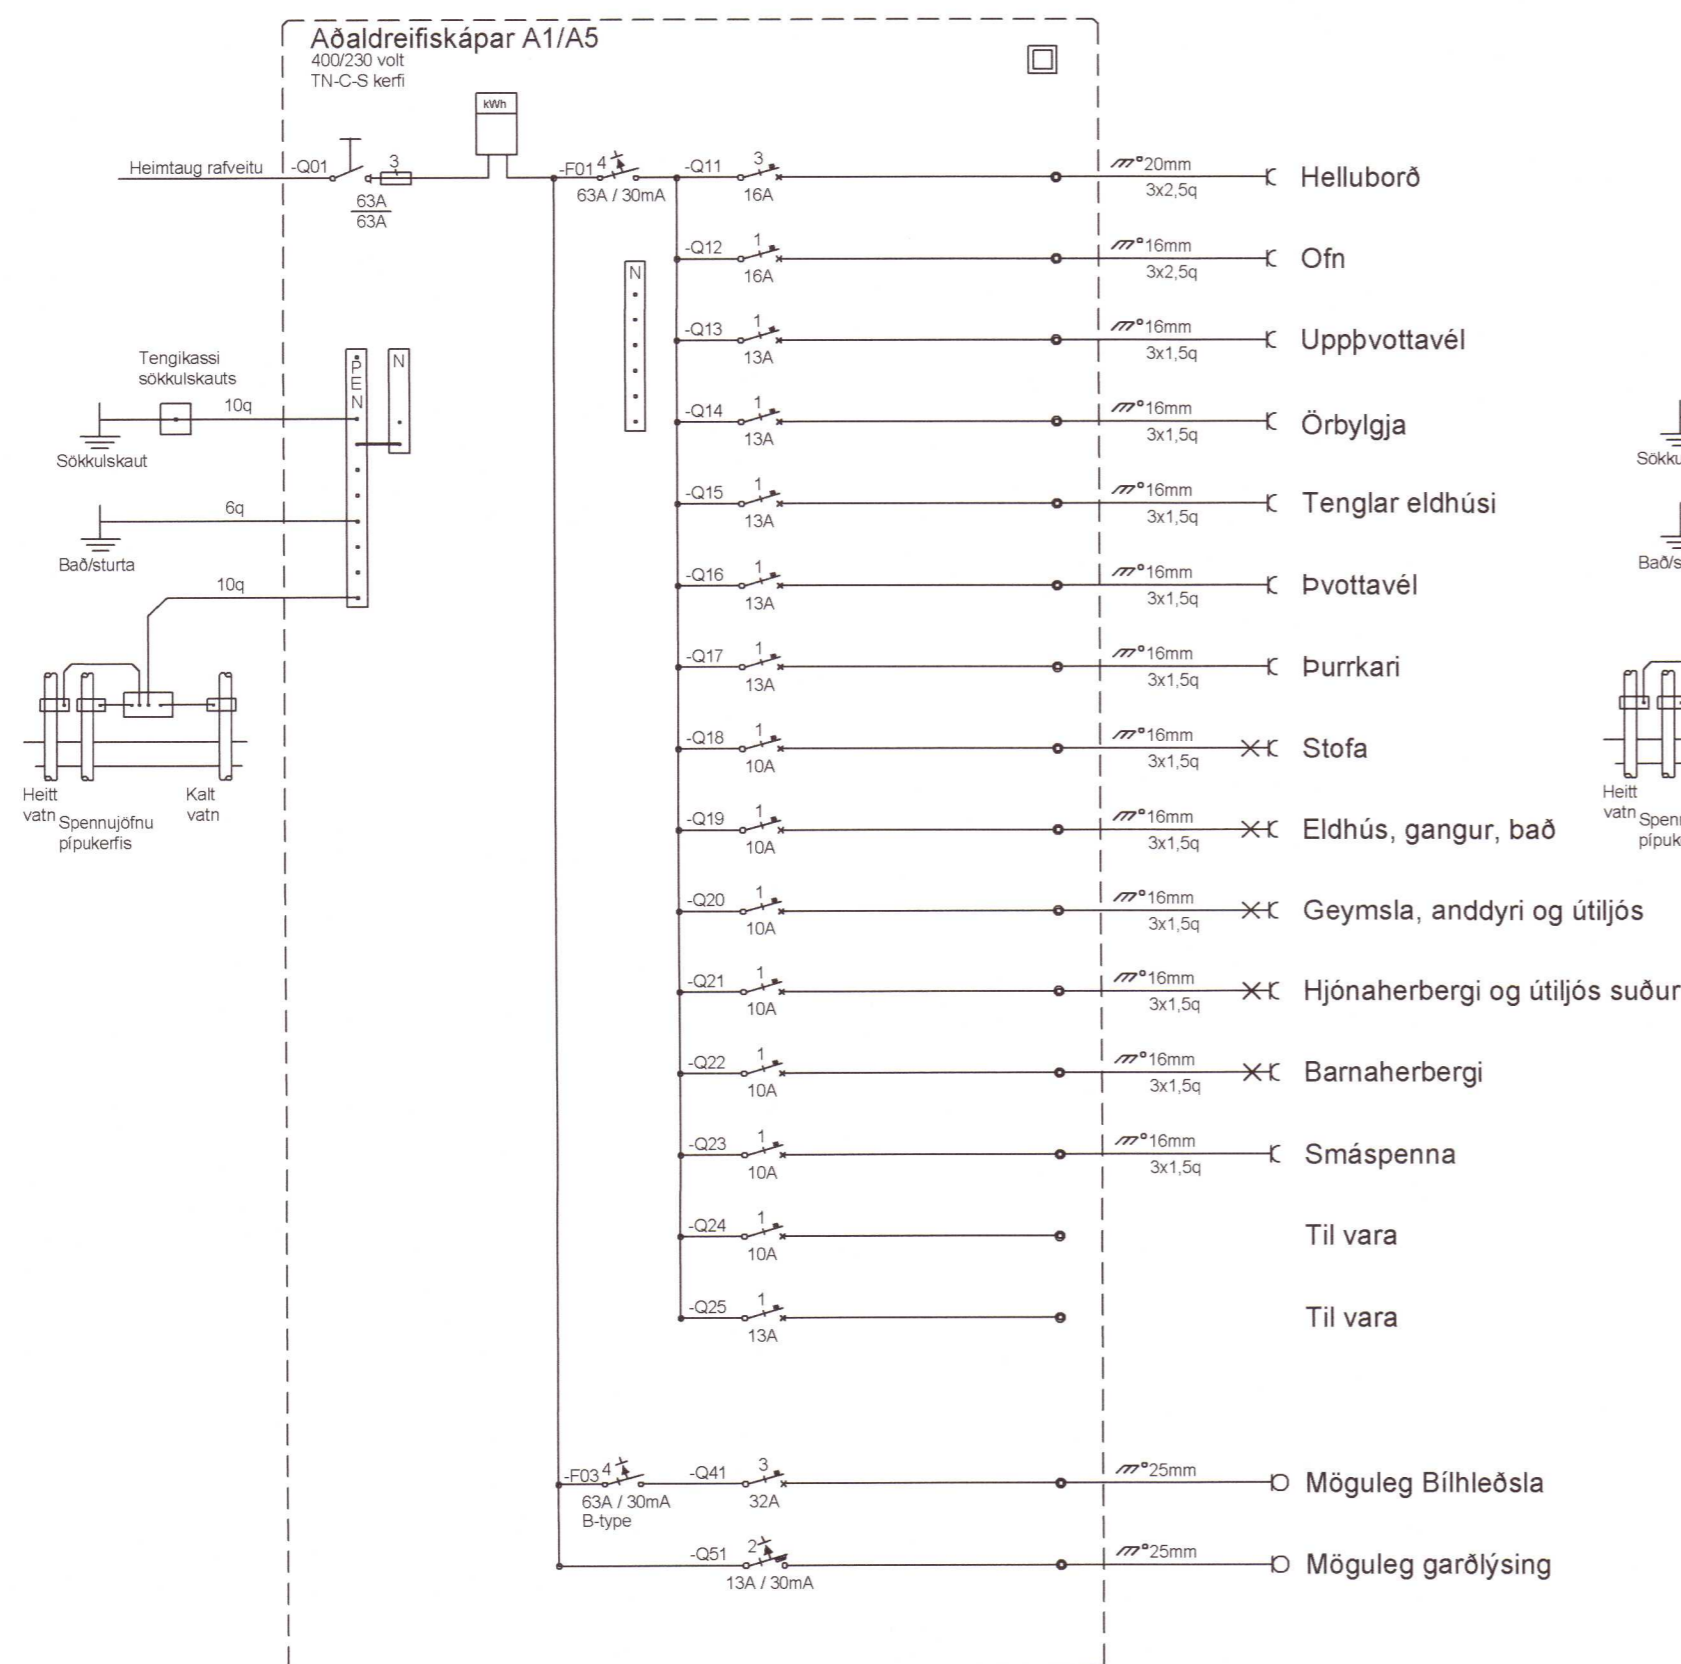 Aðaldreifiskápar A1/A5
400/230 volt
TN-C-S kerfi
kWh
Heimtaug rafveitu
-Q01
3
63A
63A
-F01
4
63A / 30mA
-Q11
3
16A
20mm
3x2,5q
Helluborð
-Q12
1
16A
16mm
3x2,5q
Ofn
N
-Q13
1
13A
16mm
3x1,5q
Uppþvottavél
Tengikassi
sökkulskauts
10q
Sökkulskaut
PEN
N
-Q14
1
13A
16mm
3x1,5q
Örbylgja
-Q15
1
13A
16mm
3x1,5q
Tenglar eldhúsi
6q
Bað/sturta
10q
-Q16
1
13A
16mm
3x1,5q
Þvottavél
-Q17
1
13A
16mm
3x1,5q
Þurrkari
-Q18
1
10A
16mm
3x1,5q
Stofa
Heitt
vatn
Spennujöfnu
pípukerfis
Kalt
vatn
-Q19
1
10A
16mm
3x1,5q
Eldhús, gangur, bað
-Q20
1
10A
16mm
3x1,5q
Geymsla, anddyri og útiljós
-Q21
1
10A
16mm
3x1,5q
Hjónaherbergi og útiljós suður
-Q22
1
10A
16mm
3x1,5q
Barnaherbergi
-Q23
1
10A
16mm
3x1,5q
Smáspenna
-Q24
1
10A
Til vara
-Q25
1
13A
Til vara
-F03
4
63A / 30mA
B-type
-Q41
3
32A
25mm
Möguleg Bílhleðsla
-Q51
2
13A / 30mA
25mm
Möguleg garðlýsing
Sökku
Bað/s
Heitt
vatn
Spenn
pípuk